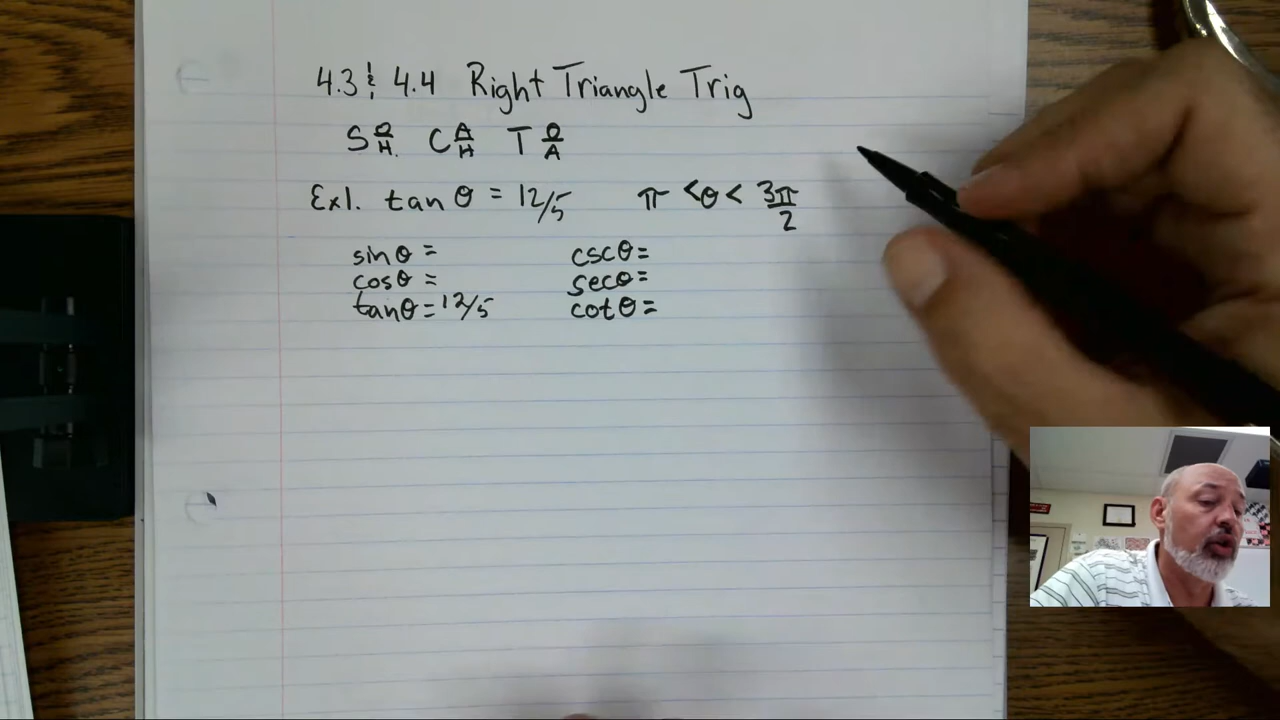 4.3 & 4.4 Right Triangle Trig
S O/H. C A/H T O/A
Ex1. tan θ = 12/5 π < θ < 3π/2
sin θ = csc θ =
cos θ = sec θ =
tan θ = 12/5 cot θ =